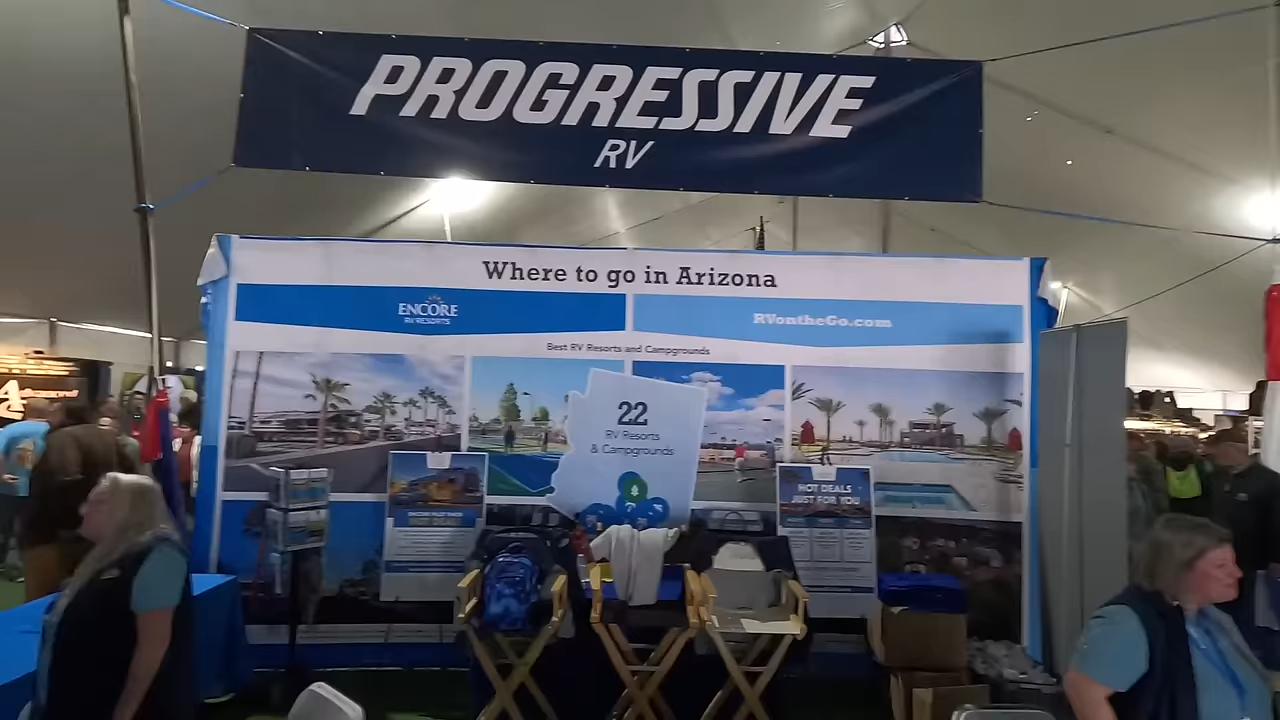 PROGRESSIVE
RV
Where to go in Arizona
ENCORE
RV RESORTS
RVontheGo.com
Best RV Resorts and Campgrounds
22
RV Resorts
& Campgrounds
HOT DEALS
JUST FOR YOU